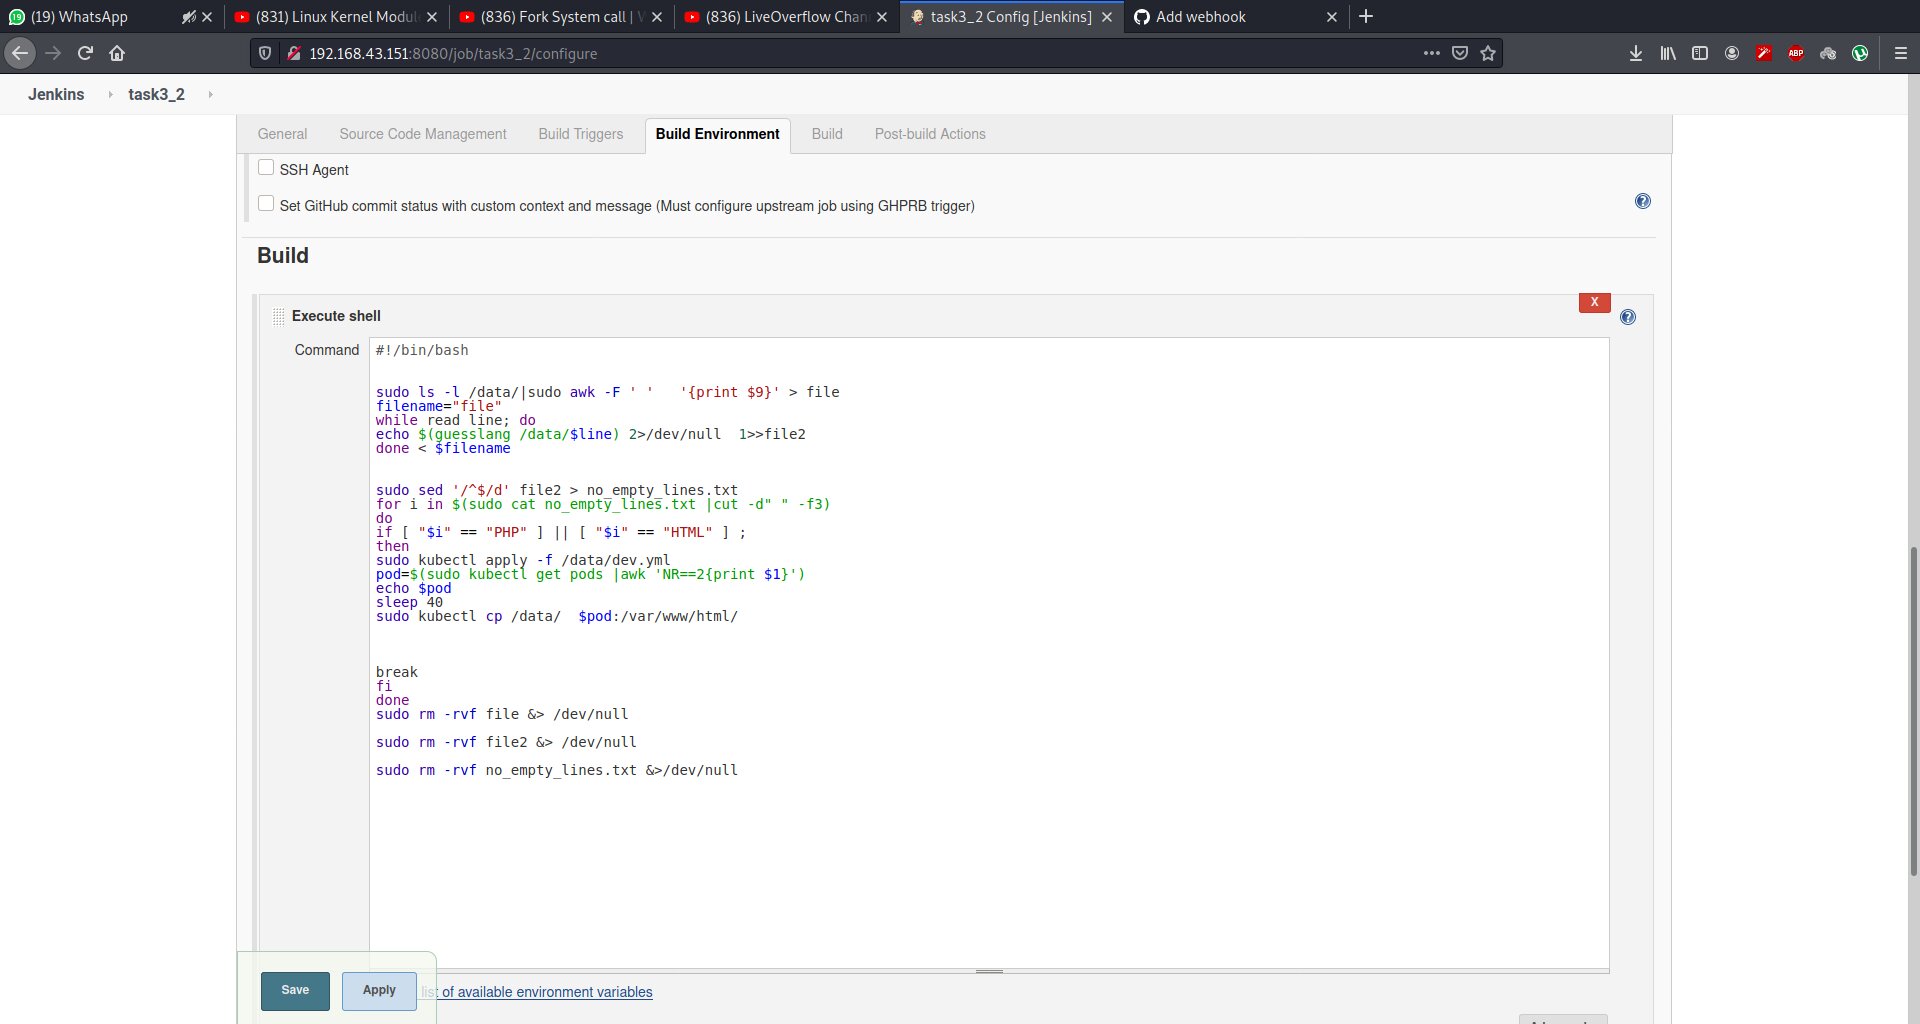 (19) WhatsApp
(831) Linux Kernel Modul
(836) Fork System call |
(836) LiveOverflow Chan
task3_2 Config [Jenkins]
Add webhook
192.168.43.151:8080/job/task3_2/configure
ABP
Jenkins
task3_2
General
Source Code Management
Build Triggers
Build Environment
Build
Post-build Actions
SSH Agent
Set GitHub commit status with custom context and message (Must configure upstream job using GHPRB trigger)
Build
X
Execute shell
Command
#!/bin/bash
sudo ls -l /data/|sudo awk -F ' '   '{print $9}' > file
filename="file"
while read line; do
echo $(guesslang /data/$line) 2>/dev/null  1>>file2
done < $filename
sudo sed '/^$/d' file2 > no_empty_lines.txt
for i in $(sudo cat no_empty_lines.txt |cut -d" " -f3)
do
if [ "$i" == "PHP" ] || [ "$i" == "HTML" ] ;
then
sudo kubectl apply -f /data/dev.yml
pod=$(sudo kubectl get pods |awk 'NR==2{print $1}')
echo $pod
sleep 40
sudo kubectl cp /data/  $pod:/var/www/html/
break
fi
done
sudo rm -rvf file &> /dev/null
sudo rm -rvf file2 &> /dev/null
sudo rm -rvf no_empty_lines.txt &>/dev/null
Save
Apply
list of available environment variables